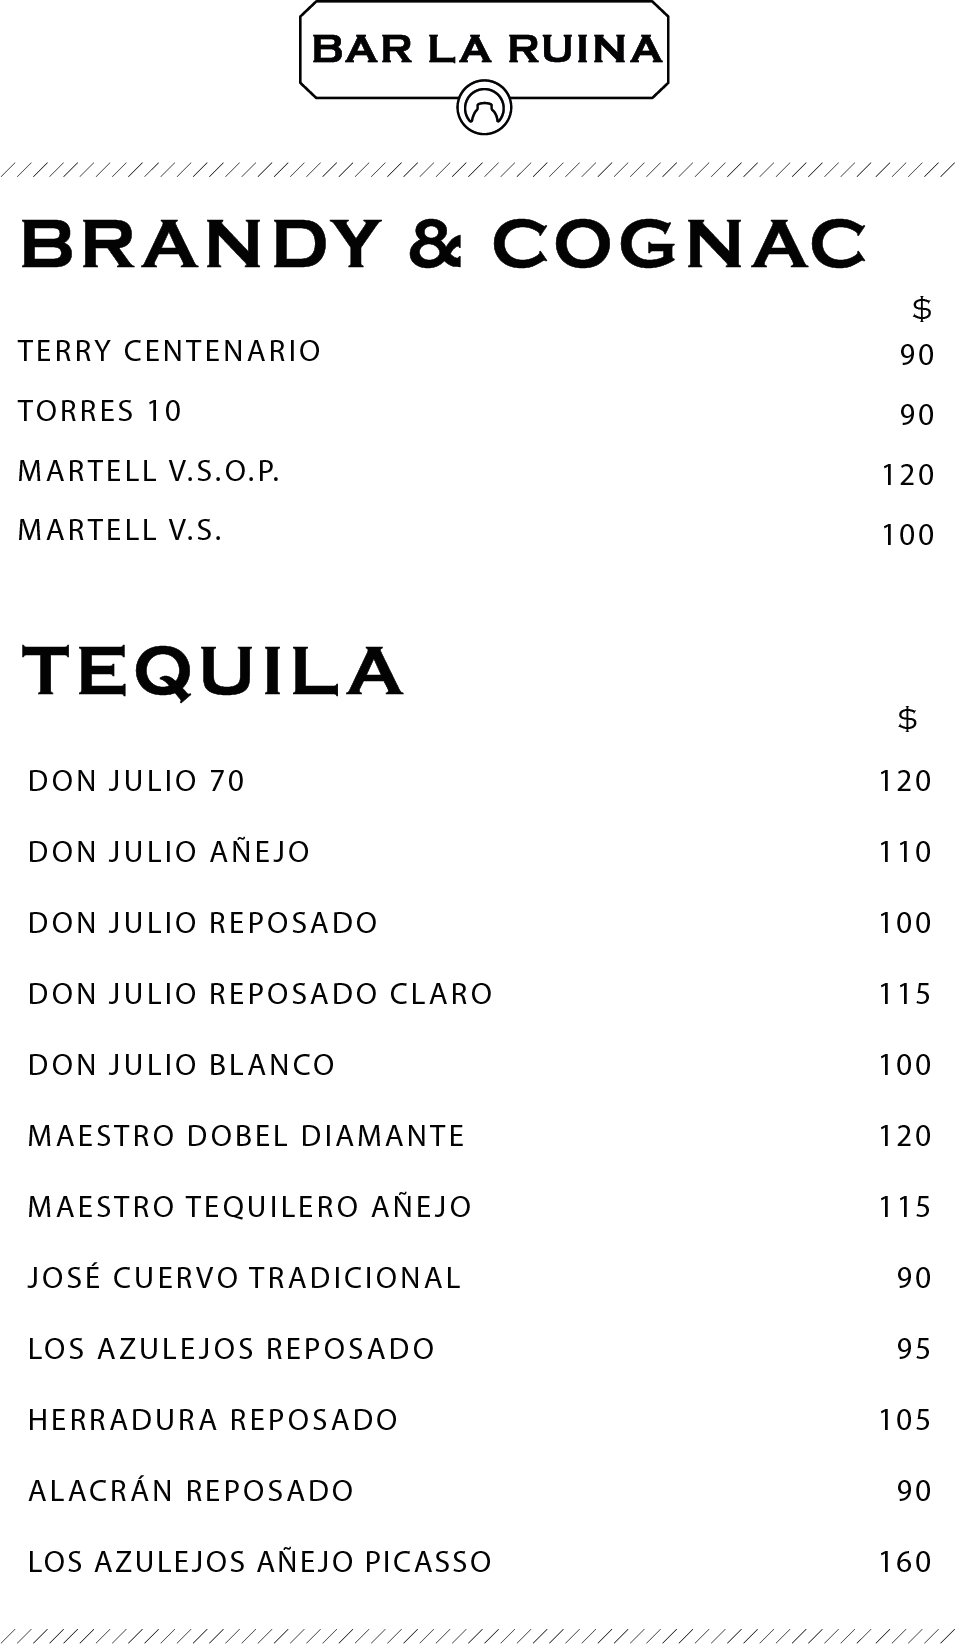 BAR LA RUINA
BRANDY & COGNAC
$
TERRY CENTENARIO 90
TORRES 10 90
MARTELL V.S.O.P. 120
MARTELL V.S. 100
TEQUILA
$
DON JULIO 70 120
DON JULIO AÑEJO 110
DON JULIO REPOSADO 100
DON JULIO REPOSADO CLARO 115
DON JULIO BLANCO 100
MAESTRO DOBEL DIAMANTE 120
MAESTRO TEQUILERO AÑEJO 115
JOSÉ CUERVO TRADICIONAL 90
LOS AZULEJOS REPOSADO 95
HERRADURA REPOSADO 105
ALACRÁN REPOSADO 90
LOS AZULEJOS AÑEJO PICASSO 160